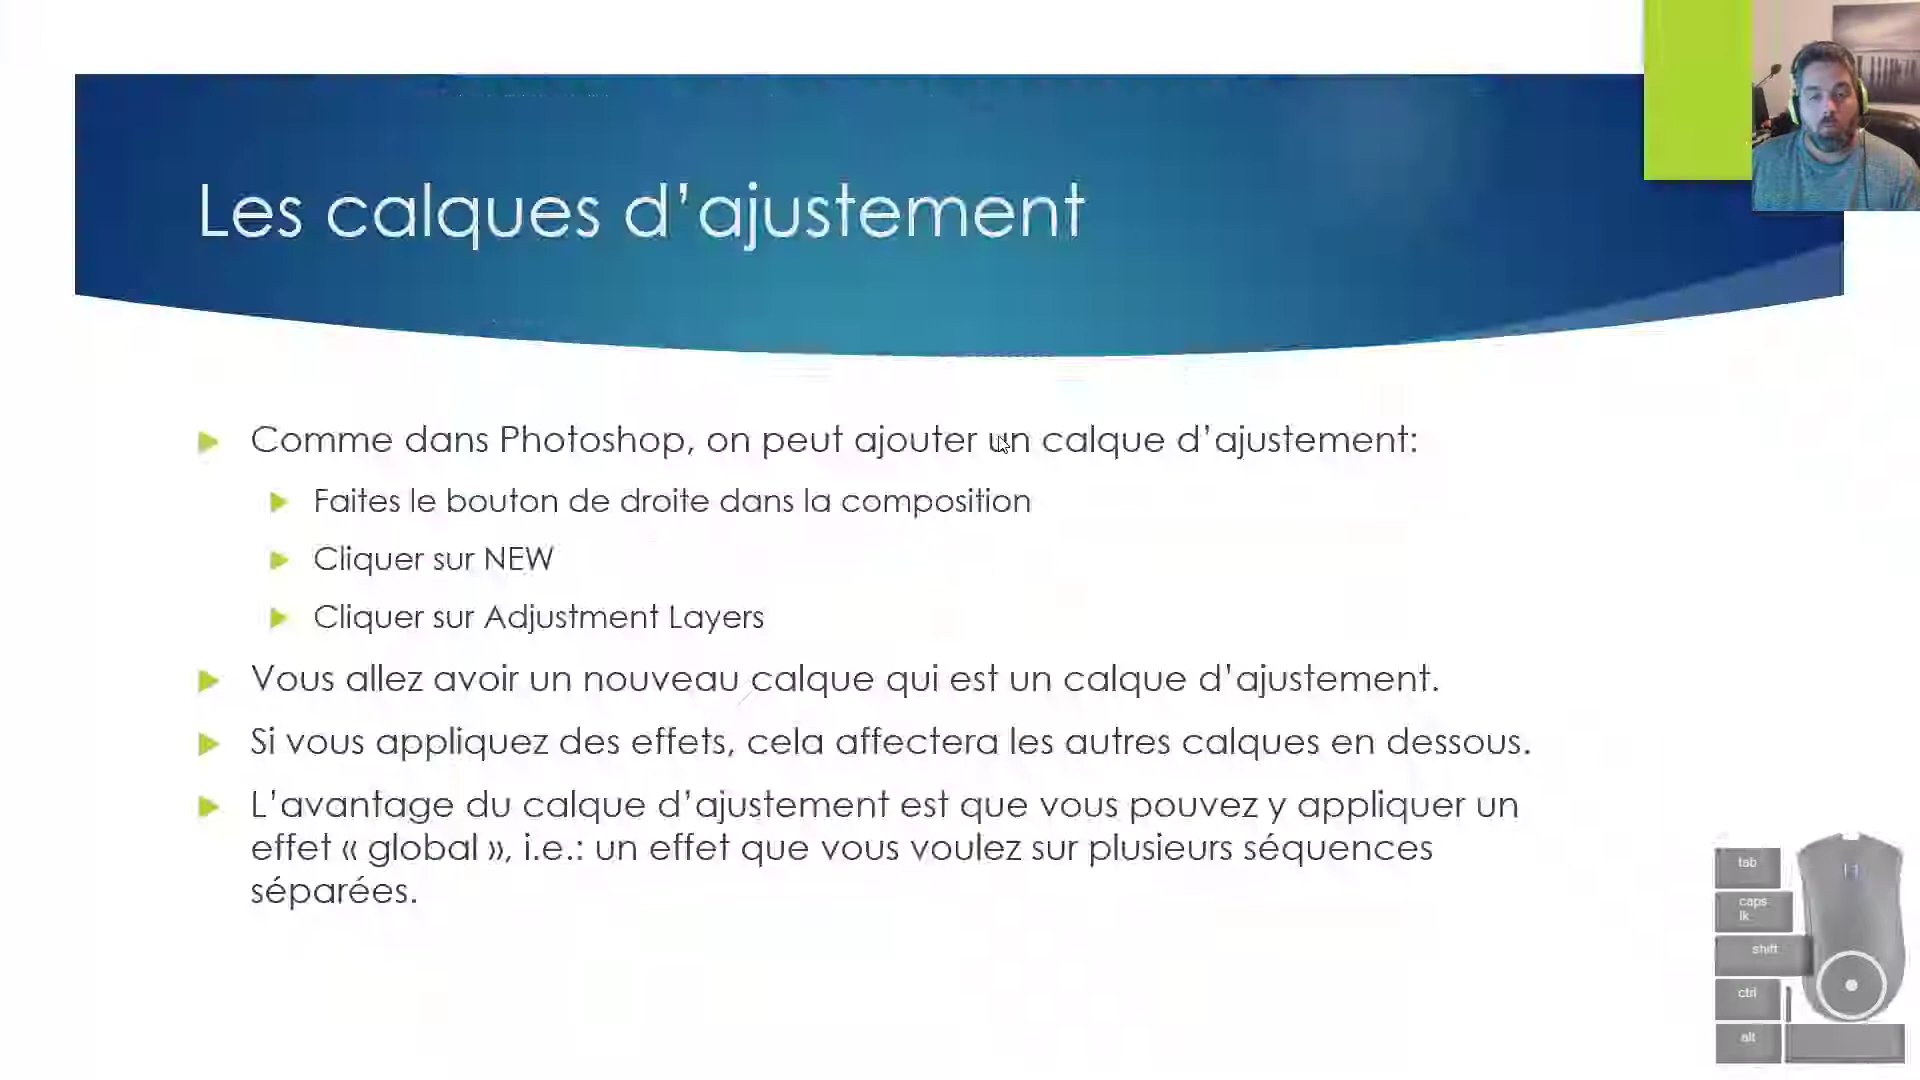 Les calques d’ajustement
Comme dans Photoshop, on peut ajouter un calque d’ajustement:
Faites le bouton de droite dans la composition
Cliquer sur NEW
Cliquer sur Adjustment Layers
Vous allez avoir un nouveau calque qui est un calque d’ajustement.
Si vous appliquez des effets, cela affectera les autres calques en dessous.
L’avantage du calque d’ajustement est que vous pouvez y appliquer un
effet « global », i.e.: un effet que vous voulez sur plusieurs séquences
séparées.
tab
caps
lk
shift
ctrl
alt